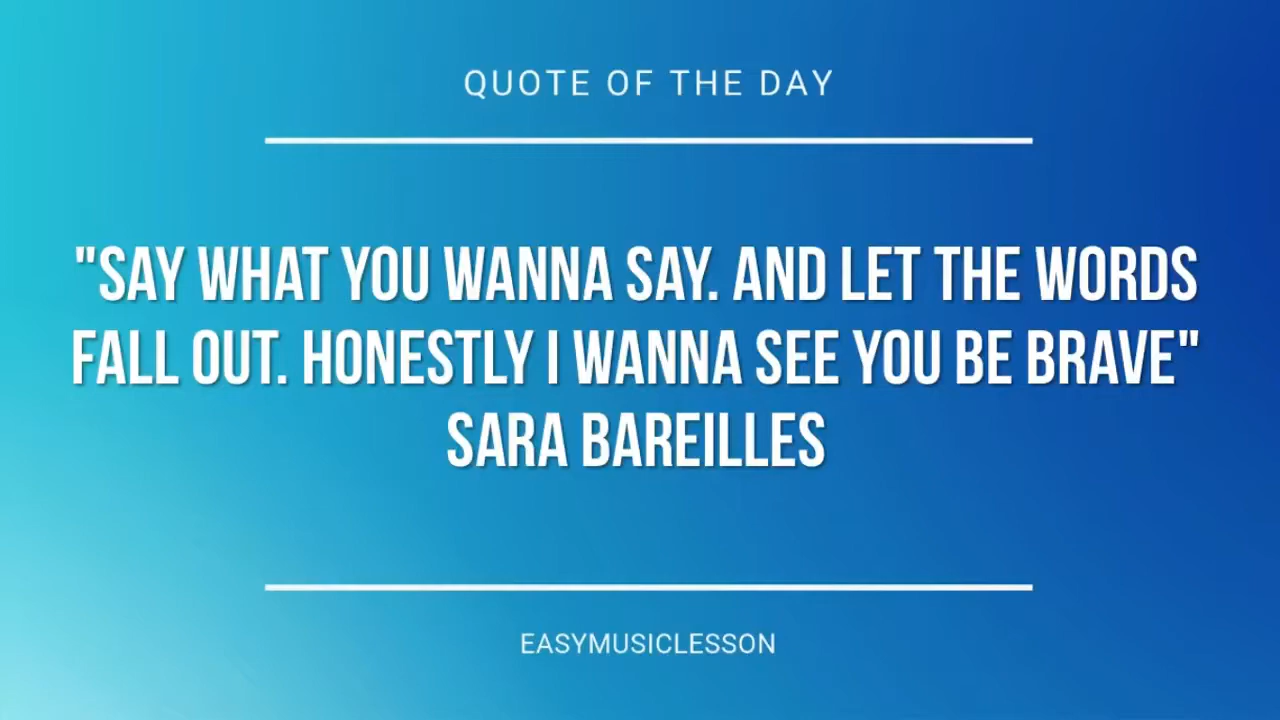 QUOTE OF THE DAY
"SAY WHAT YOU WANNA SAY. AND LET THE WORDS
FALL OUT. HONESTLY I WANNA SEE YOU BE BRAVE"
SARA BAREILLES
EASYMUSICLESSON